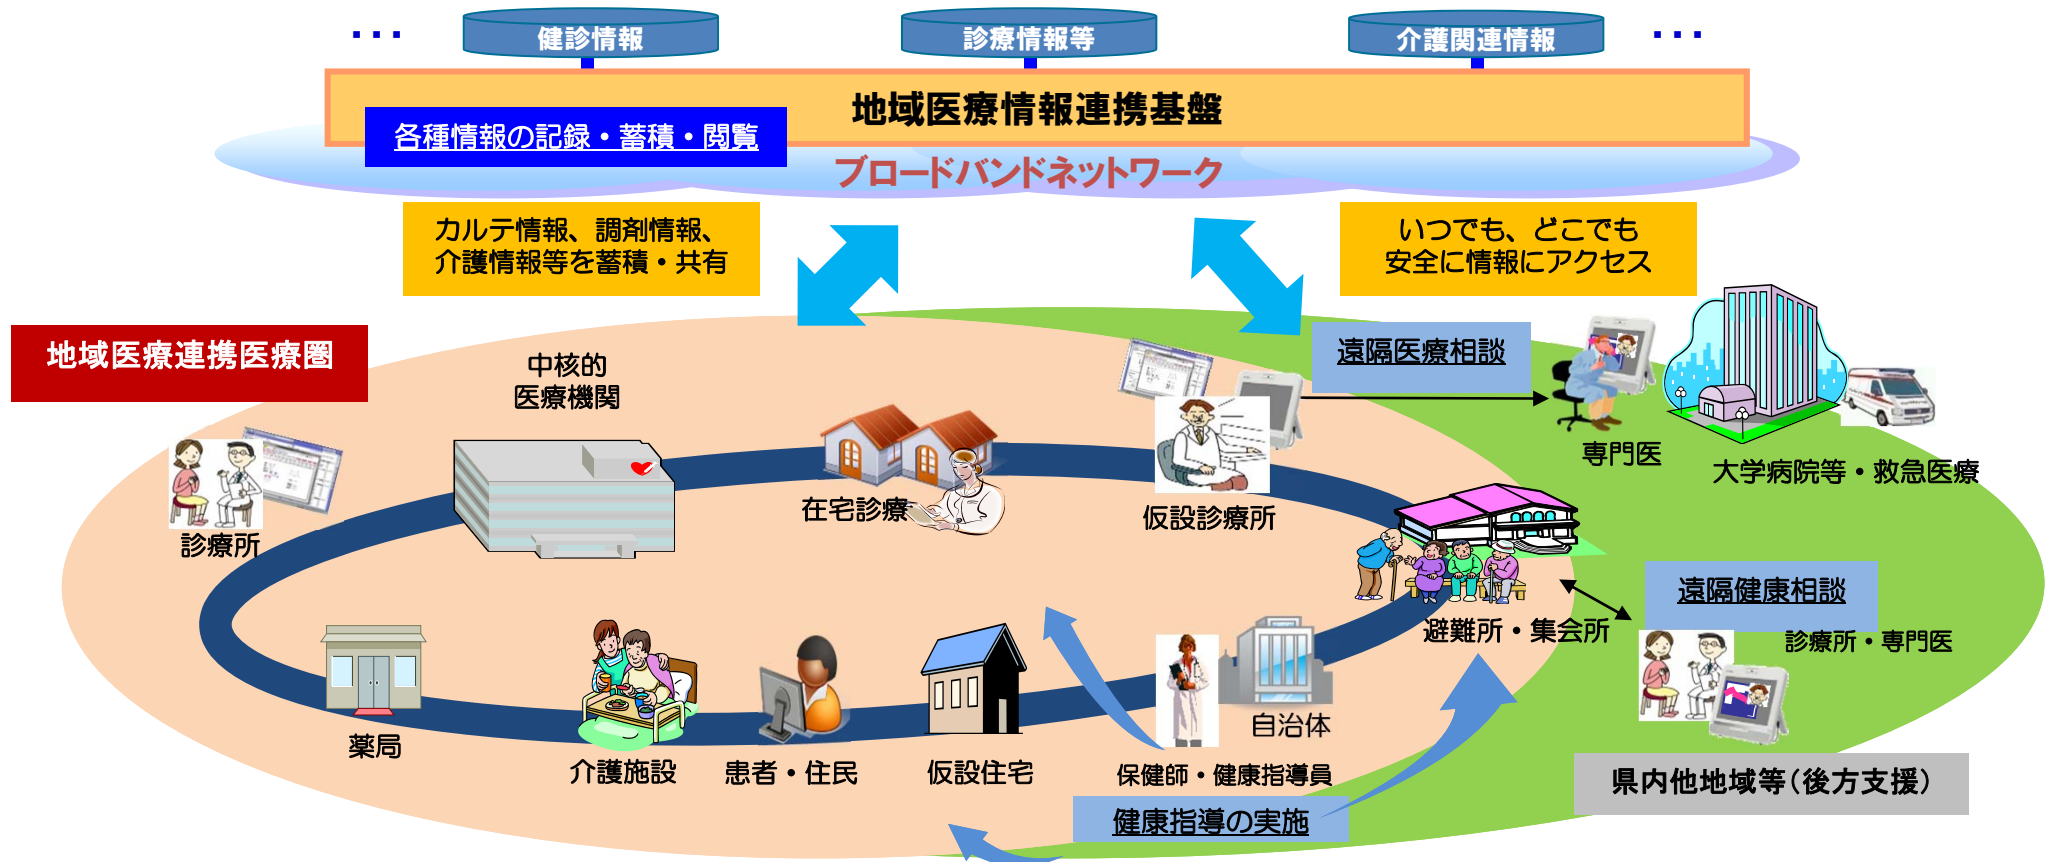 ・・・
健診情報
診療情報等
介護関連情報
・・・
地域医療情報連携基盤
各種情報の記録・蓄積・閲覧
ブロードバンドネットワーク
カルテ情報、調剤情報、
介護情報等を蓄積・共有
いつでも、どこでも
安全に情報にアクセス
地域医療連携医療圏
中核的
医療機関
遠隔医療相談
専門医
大学病院等・救急医療
診療所
在宅診療
仮設診療所
避難所・集会所
遠隔健康相談
診療所・専門医
薬局
介護施設
患者・住民
仮設住宅
自治体
保健師・健康指導員
健康指導の実施
県内他地域等(後方支援)